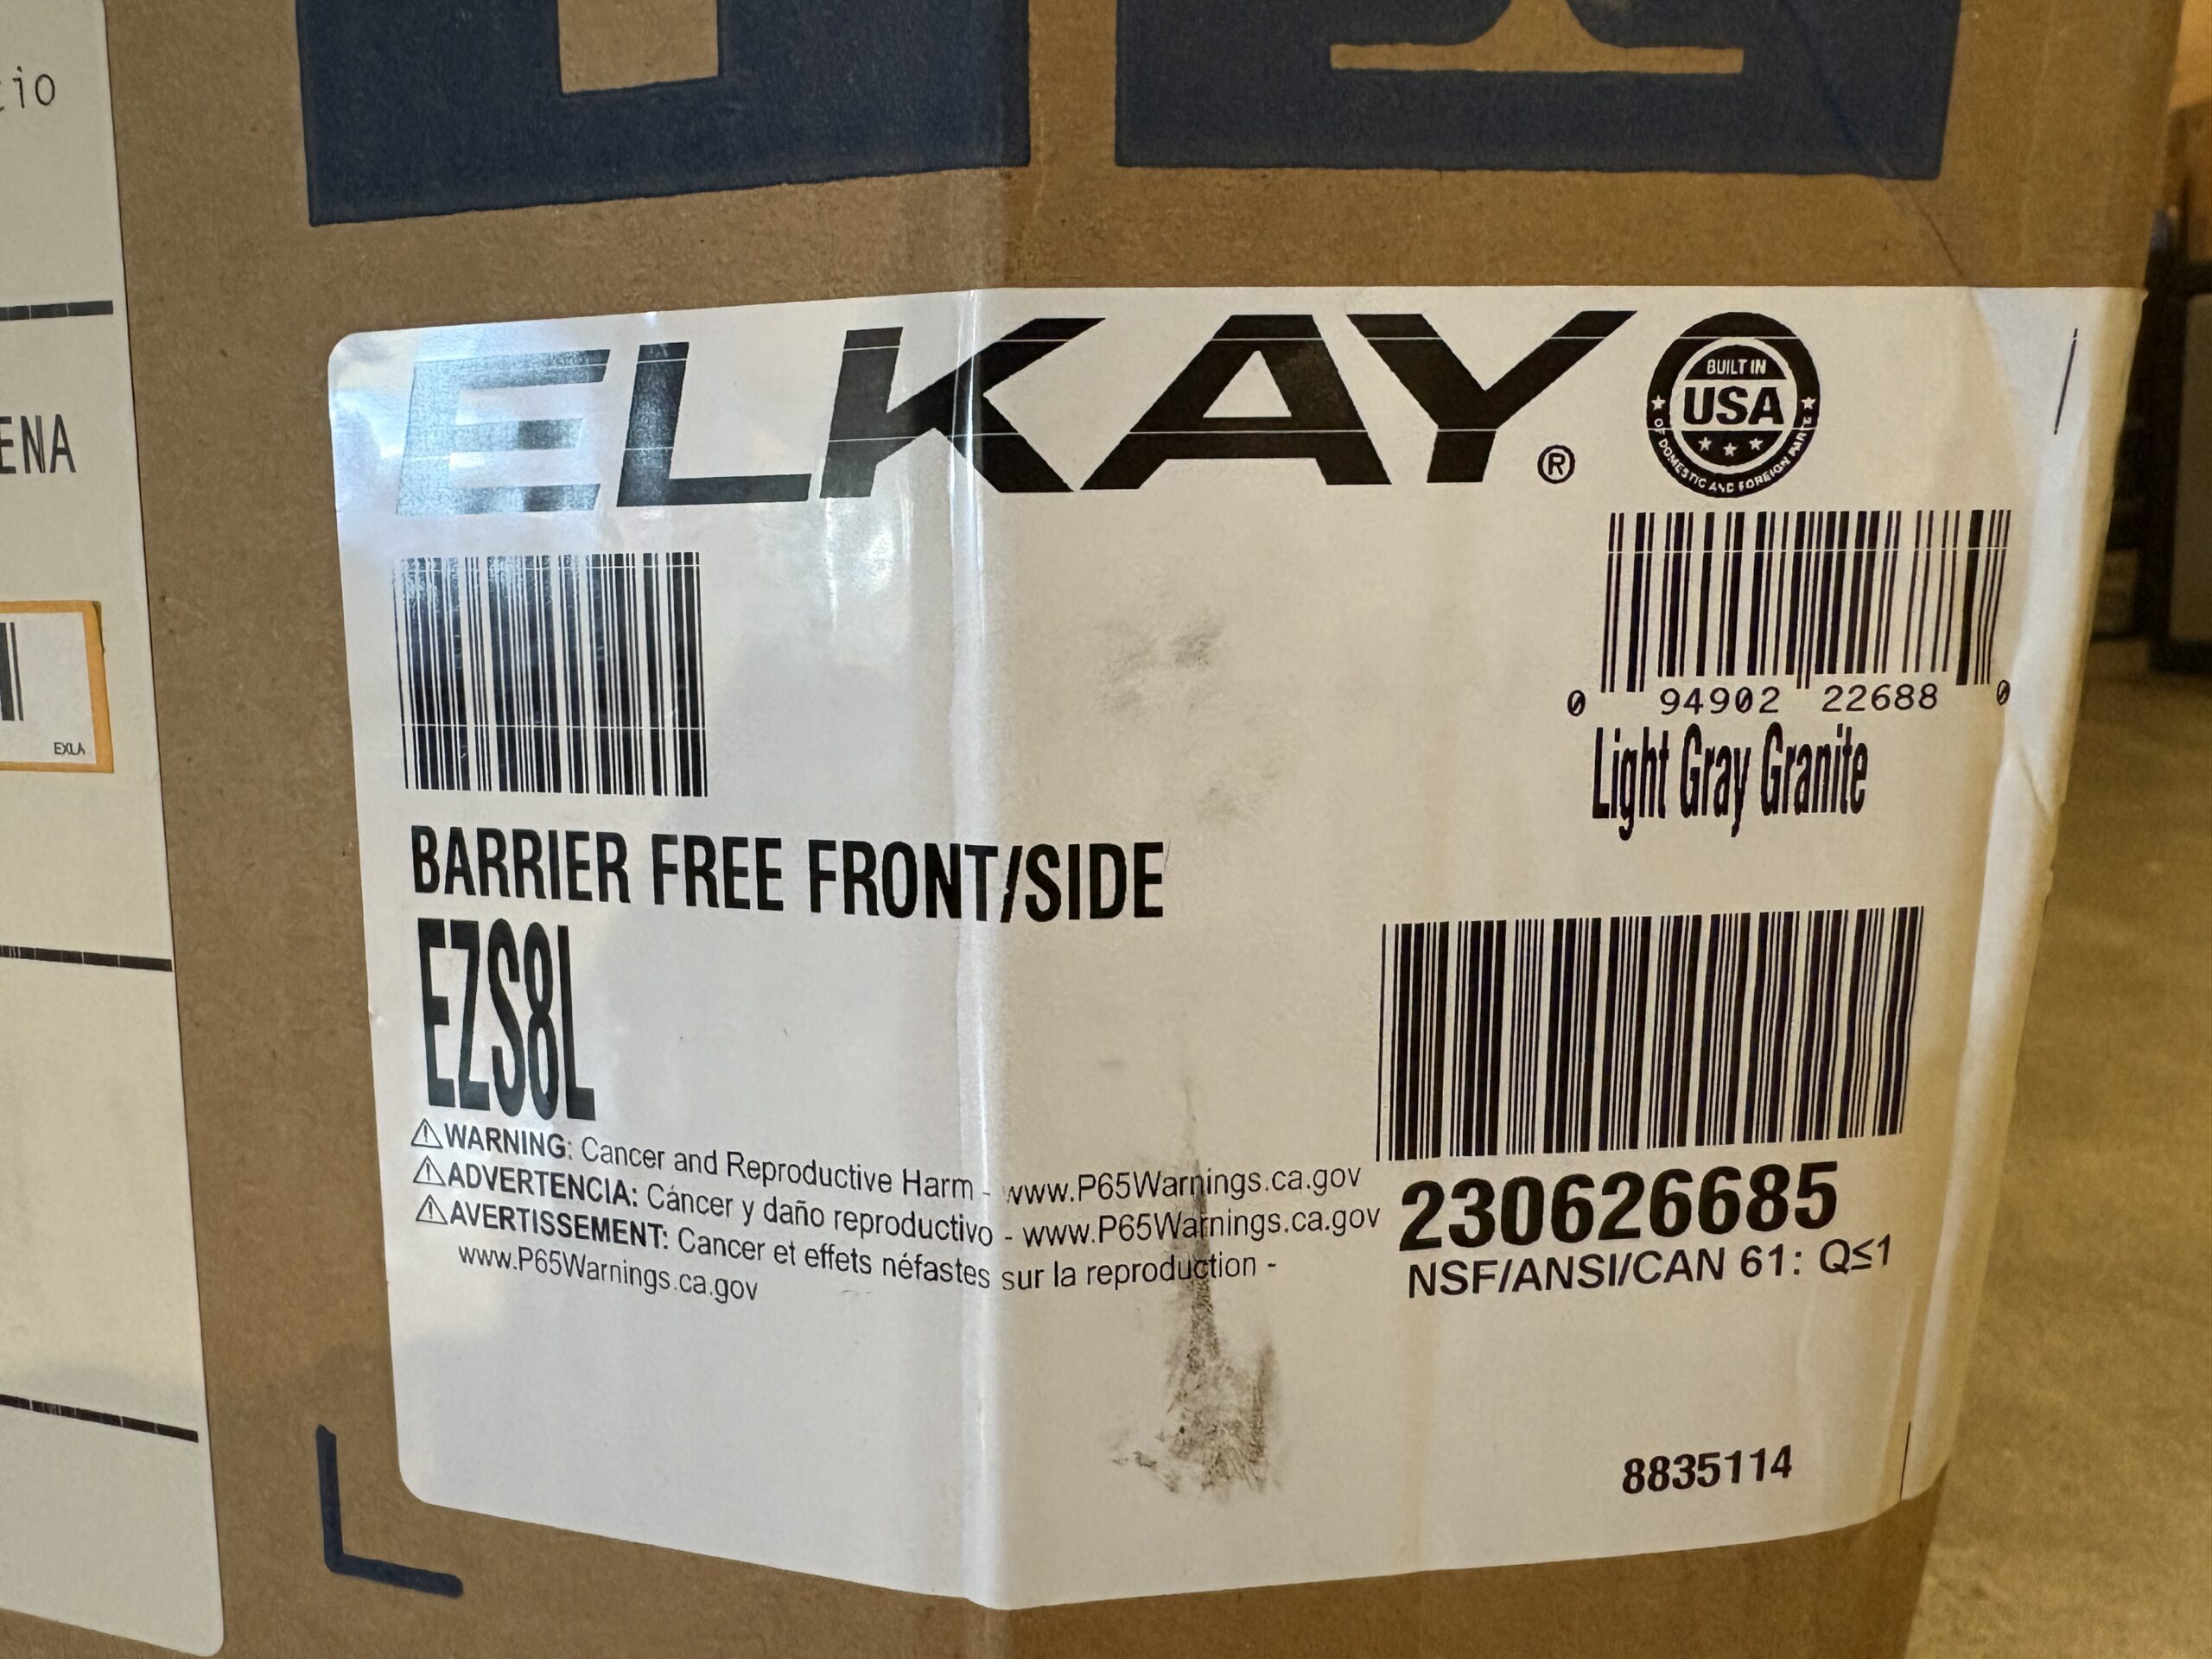 ENA
EXLA
ELKAY®
BUILT IN
USA
OF DOMESTIC AND FOREIGN PARTS
0 94902 22688 0
Light Gray Granite
BARRIER FREE FRONT/SIDE
EZS8L
⚠WARNING: Cancer and Reproductive Harm - www.P65Warnings.ca.gov
⚠ADVERTENCIA: Cáncer y daño reproductivo - www.P65Warnings.ca.gov
⚠AVERTISSEMENT: Cancer et effets néfastes sur la reproduction -
www.P65Warnings.ca.gov
230626685
NSF/ANSI/CAN 61: Q≤1
8835114